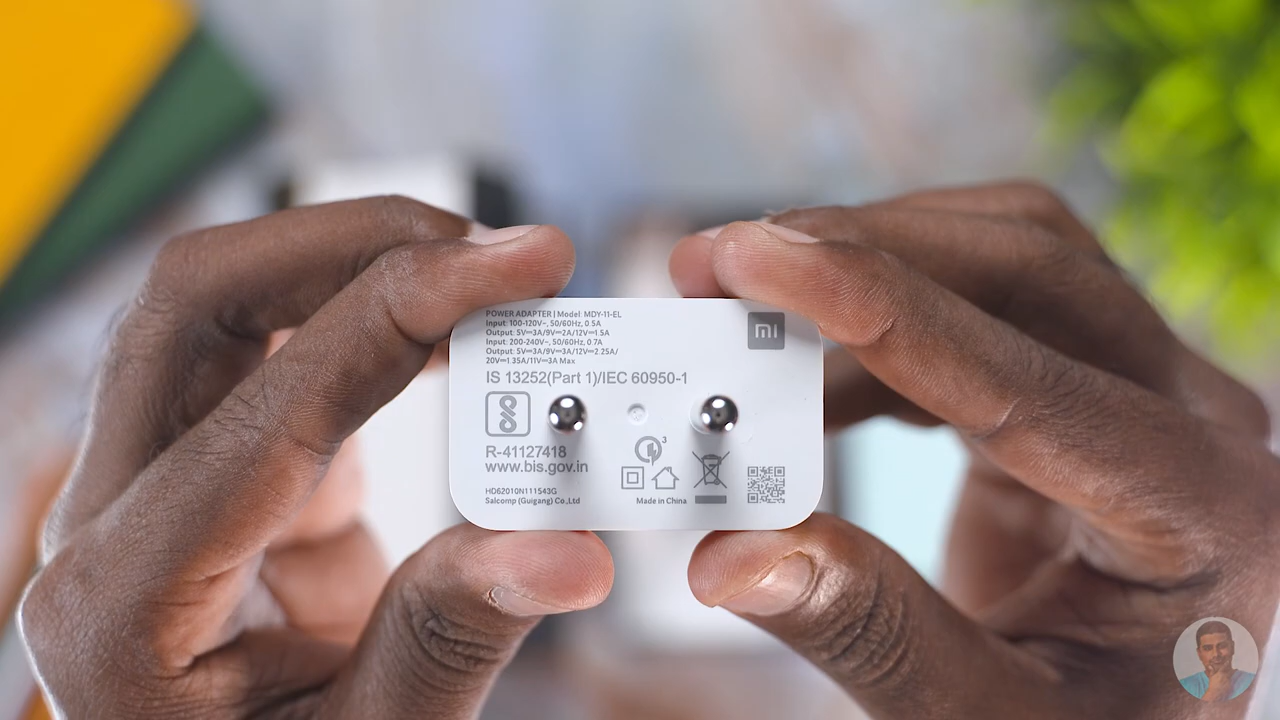 POWER ADAPTER | Model: MDY-11-EL
Input: 100-120V~, 50/60Hz, 0.5A
Output: 5V⎓3A/9V⎓2A/12V⎓1.5A
Input: 200-240V~, 50/60Hz, 0.7A
Output: 5V⎓3A/9V⎓3A/12V⎓2.25A/
20V⎓1.35A/11V⎓3A Max
mi
IS 13252(Part 1)/IEC 60950-1
R-41127418
www.bis.gov.in
3
HD62010N111543G
Salcomp (Guigang) Co,Ltd
Made in China